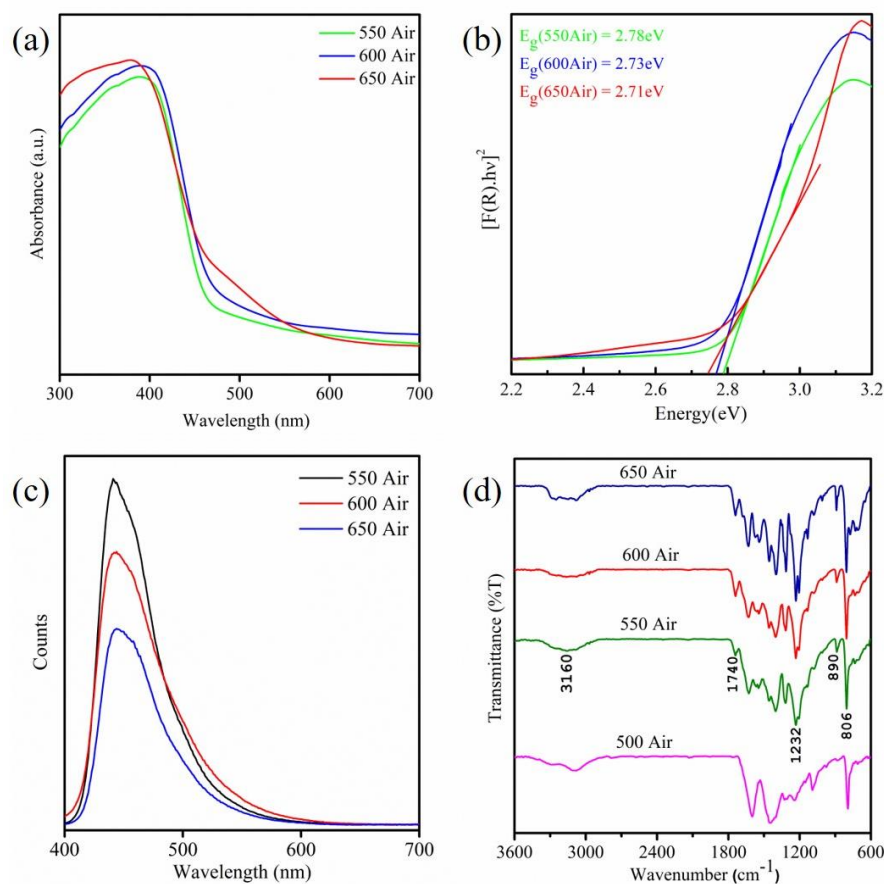 (a)
550 Air
600 Air
650 Air
Absorbance (a.u.)
300 400 500 600 700
Wavelength (nm)
(b)
E_g(550Air) = 2.78eV
E_g(600Air) = 2.73eV
E_g(650Air) = 2.71eV
[F(R).hν]²
2.2 2.4 2.6 2.8 3.0 3.2
Energy(eV)
(c)
550 Air
600 Air
650 Air
Counts
400 500 600 700
Wavelength (nm)
(d)
650 Air
600 Air
550 Air
3160
1740
1232
890
806
500 Air
Transmittance (%T)
3600 3000 2400 1800 1200 600
Wavenumber (cm⁻¹)